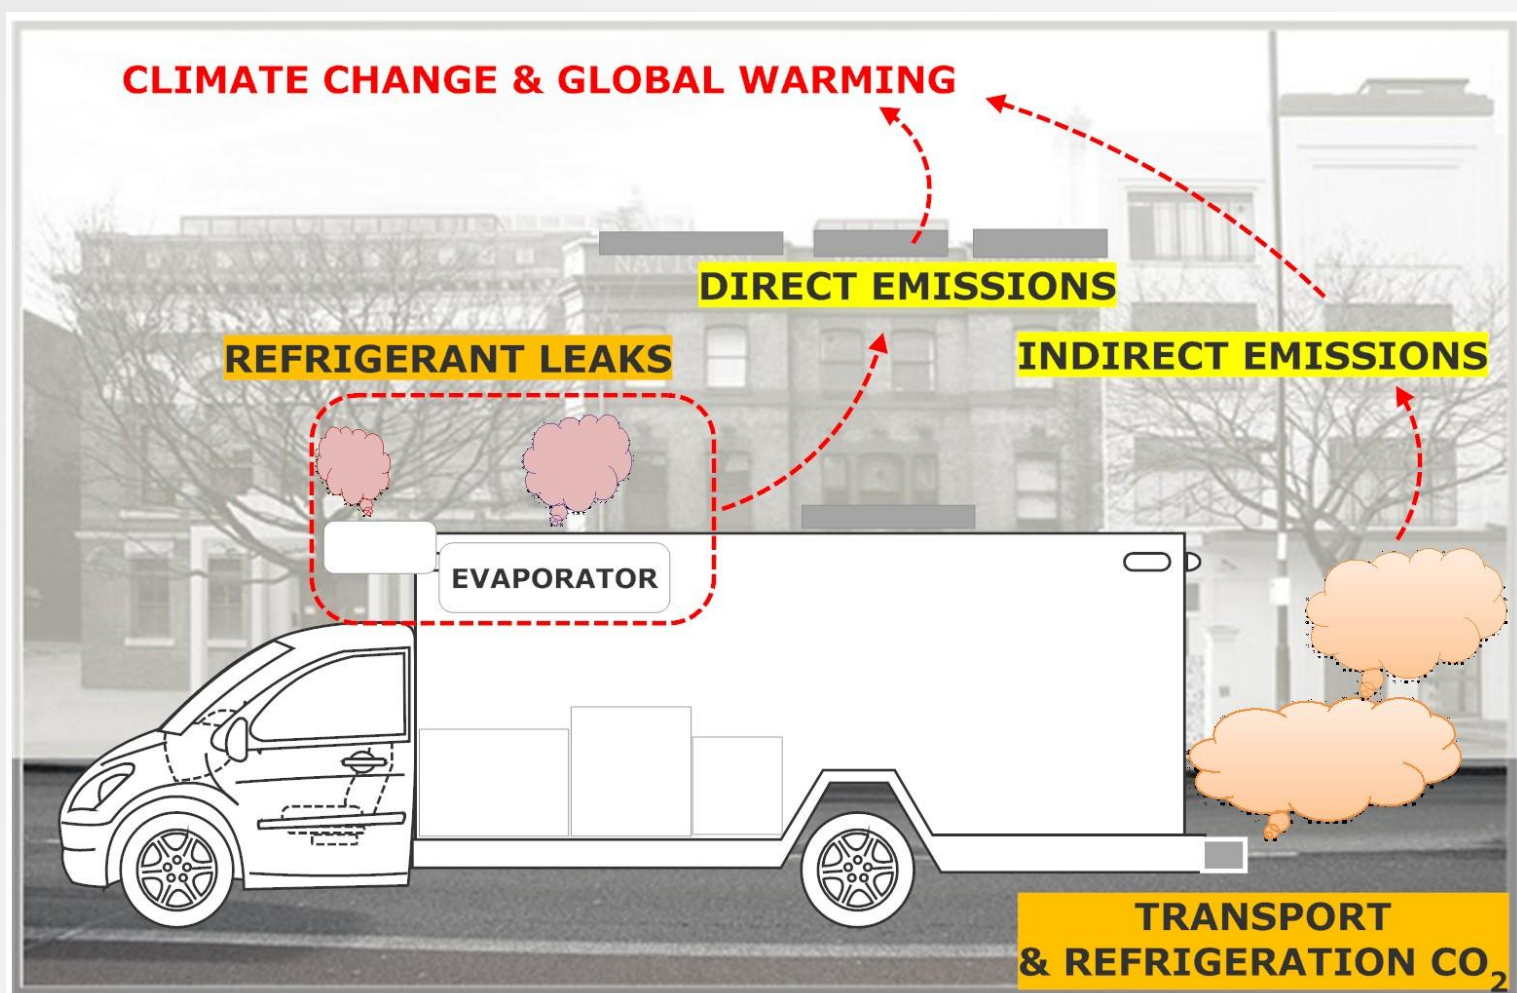 CLIMATE CHANGE & GLOBAL WARMING
DIRECT EMISSIONS
REFRIGERANT LEAKS
INDIRECT EMISSIONS
EVAPORATOR
TRANSPORT
& REFRIGERATION CO₂